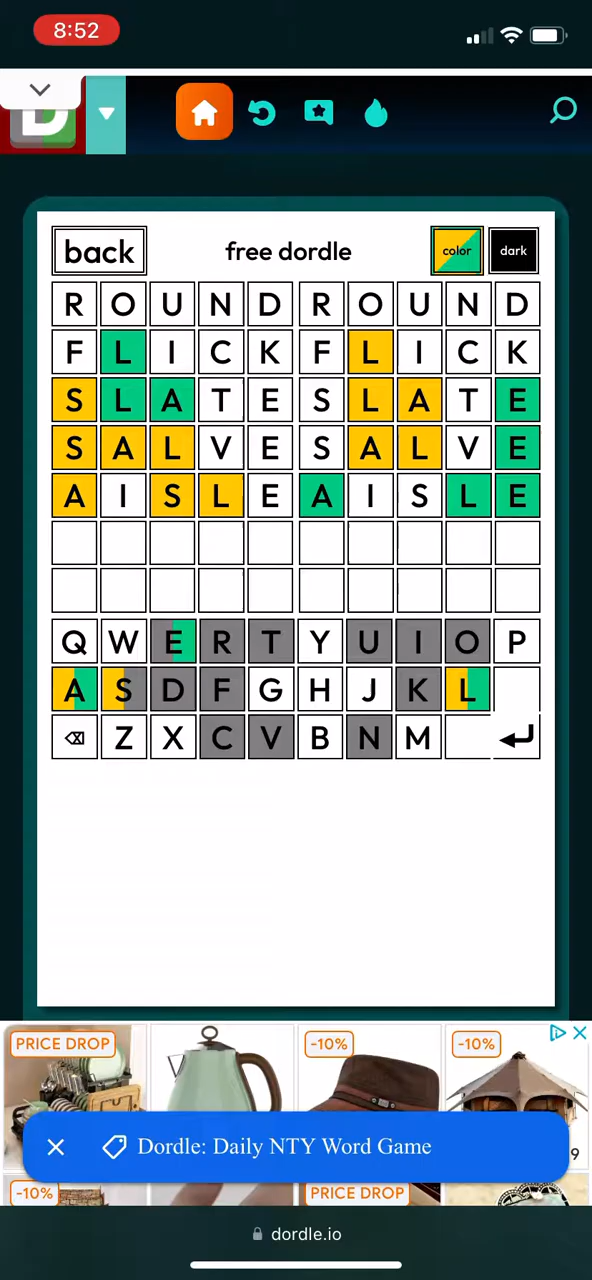 8:52
D
back free dordle color dark
R O U N D R O U N D
F L I C K F L I C K
S L A T E S L A T E
S A L V E S A L V E
A I S L E A I S L E
Q W E R T Y U I O P
A S D F G H J K L
Z X C V B N M
PRICE DROP -10% -10%
9
Dordle: Daily NTY Word Game
-10% PRICE DROP
dordle.io